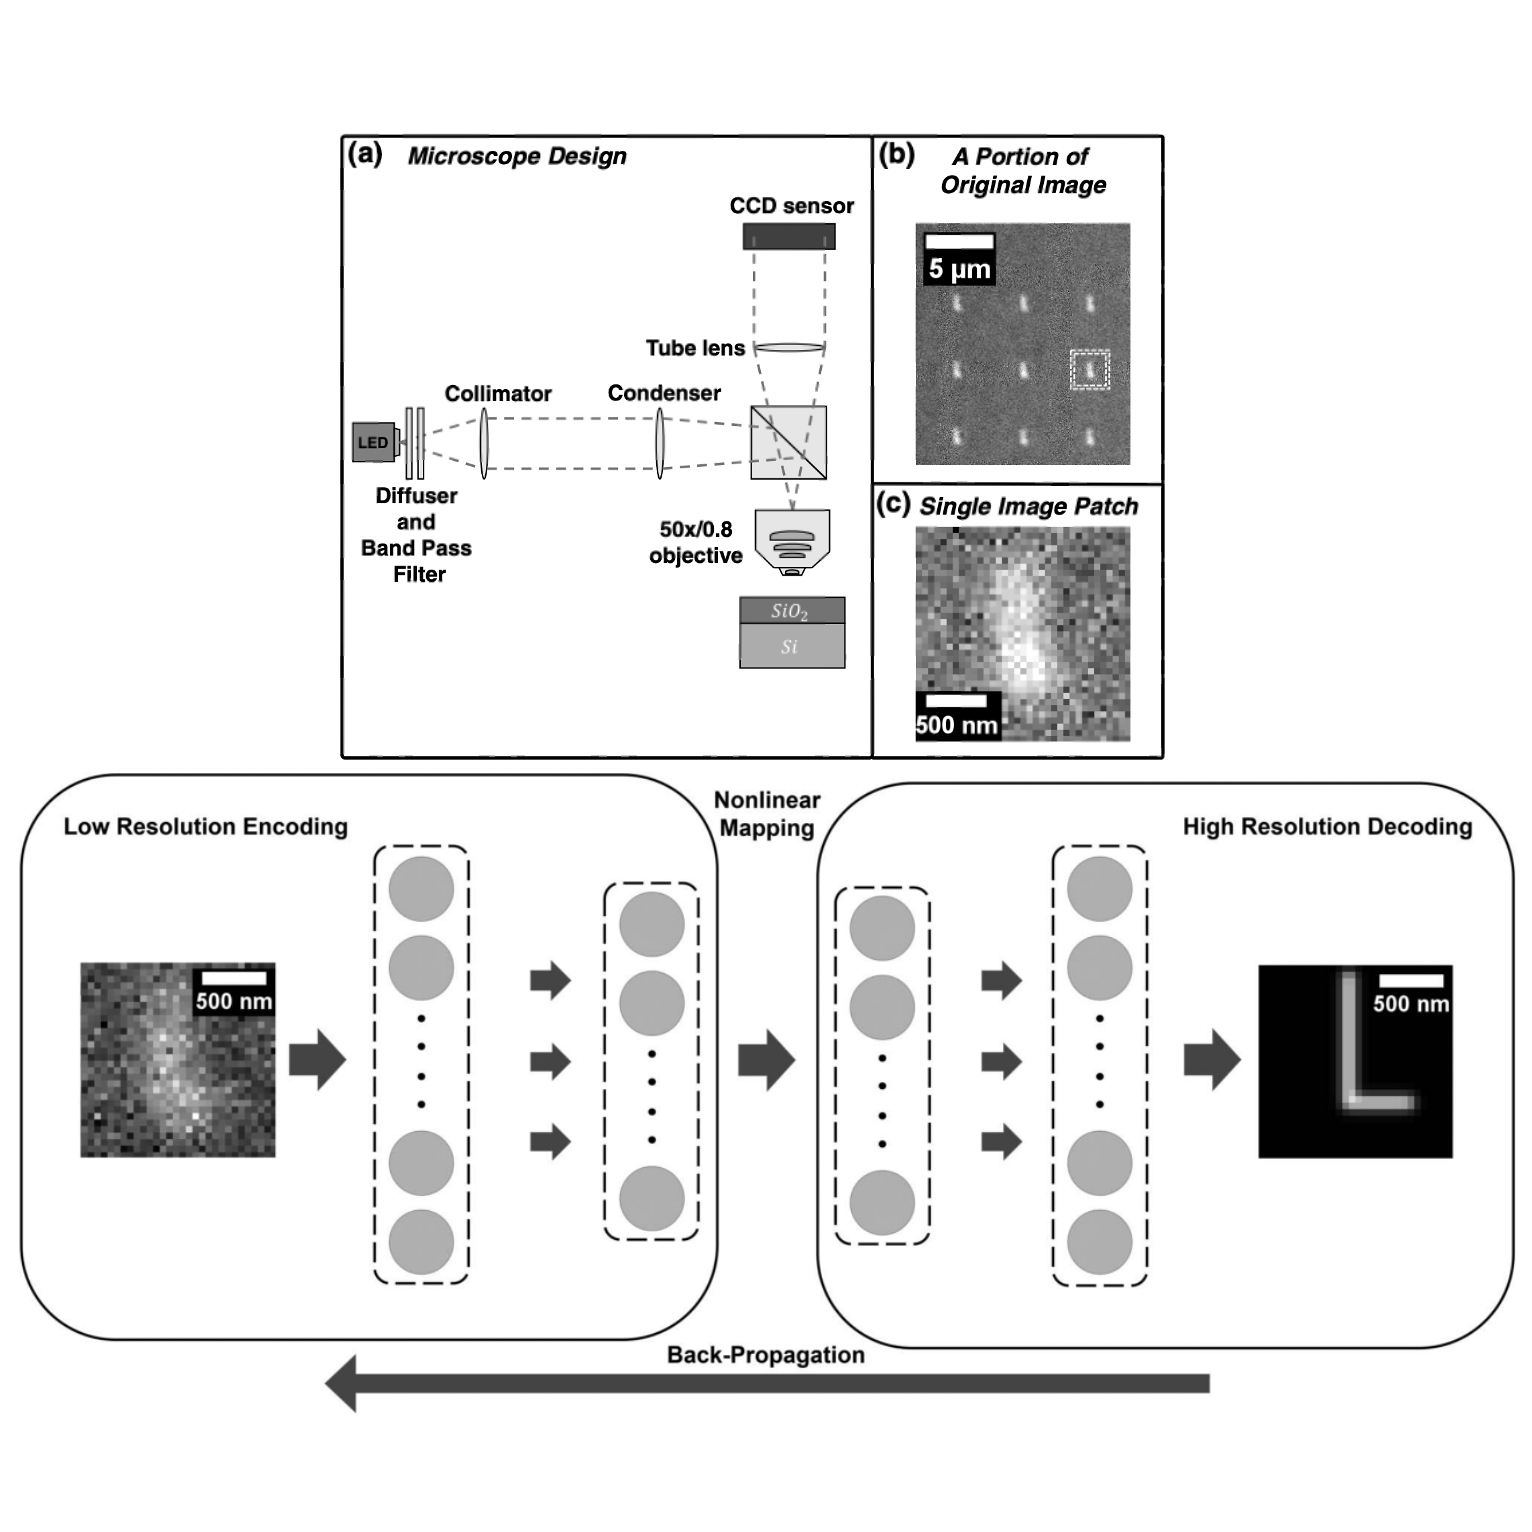 (a) Microscope Design
CCD sensor
Tube lens
Collimator
Condenser
LED
Diffuser
and
Band Pass
Filter
50x/0.8
objective
SiO₂
Si
(b) A Portion of
Original Image
5 µm
(c) Single Image Patch
500 nm
Low Resolution Encoding
Nonlinear
Mapping
High Resolution Decoding
500 nm
500 nm
Back-Propagation